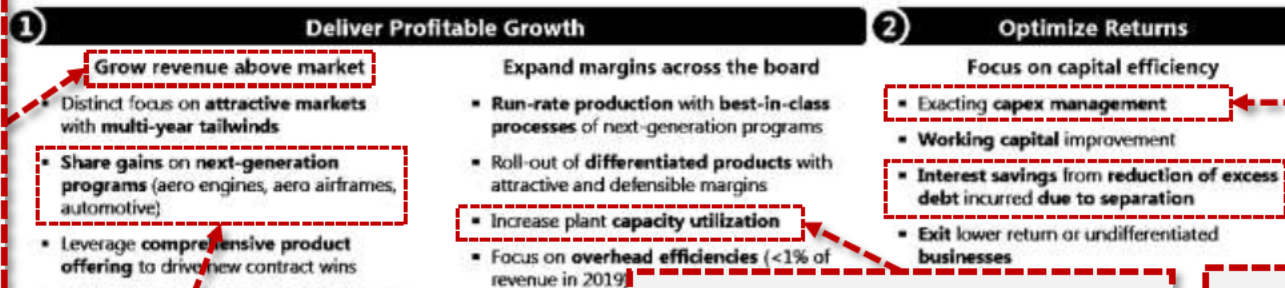 1 Deliver Profitable Growth
Grow revenue above market
▪ Distinct focus on attractive markets
with multi-year tailwinds
▪ Share gains on next-generation
programs (aero engines, aero airframes,
automotive)
▪ Leverage comprehensive product
offering to drive new contract wins
Expand margins across the board
▪ Run-rate production with best-in-class
processes of next-generation programs
▪ Roll-out of differentiated products with
attractive and defensible margins
▪ Increase plant capacity utilization
▪ Focus on overhead efficiencies (<1% of
revenue in 2019
2 Optimize Returns
Focus on capital efficiency
▪ Exacting capex management
▪ Working capital improvement
▪ Interest savings from reduction of excess
debt incurred due to separation
▪ Exit lower return or undifferentiated
businesses